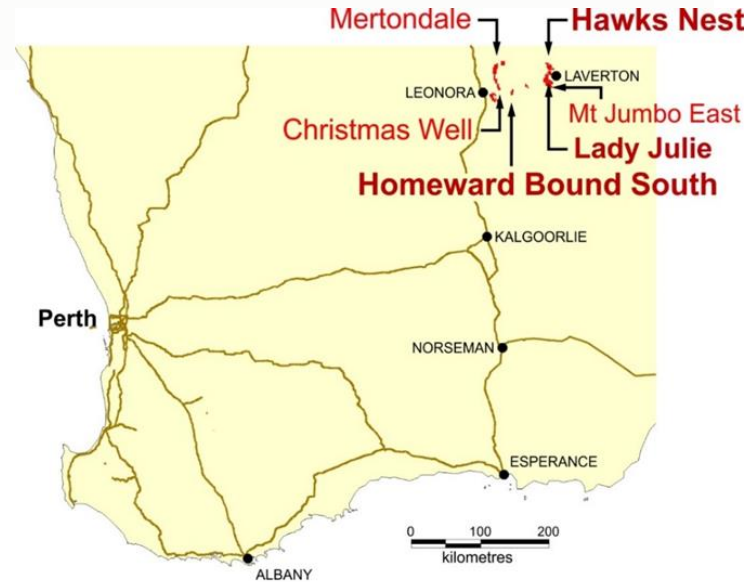 Mertondale
Hawks Nest
LAVERTON
LEONORA
Mt Jumbo East
Christmas Well
Lady Julie
Homeward Bound South
KALGOORLIE
Perth
NORSEMAN
ESPERANCE
0 100 200
kilometres
ALBANY